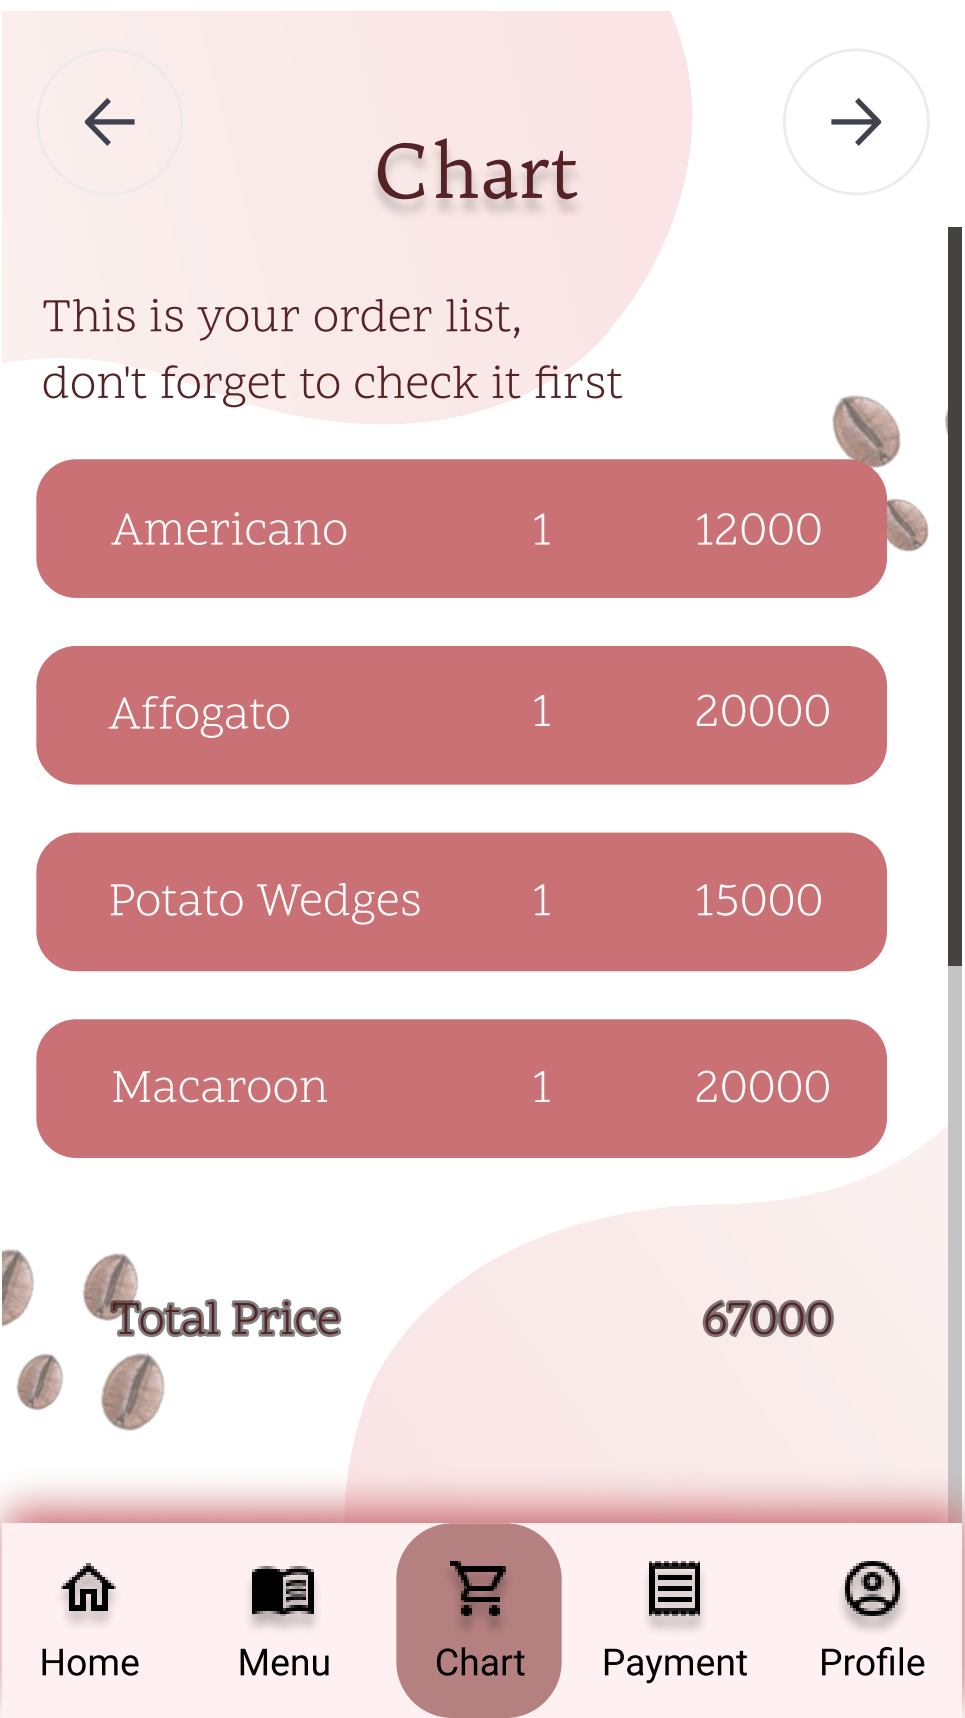 Chart
This is your order list,
don't forget to check it first
Americano 1 12000
Affogato 1 20000
Potato Wedges 1 15000
Macaroon 1 20000
Total Price 67000
Home Menu Chart Payment Profile